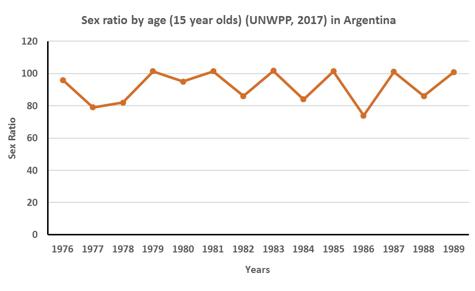 Sex ratio by age (15 year olds) (UNWPP, 2017) in Argentina
120
100
80
60
40
20
0
Sex Ratio
1976 1977 1978 1979 1980 1981 1982 1983 1984 1985 1986 1987 1988 1989
Years